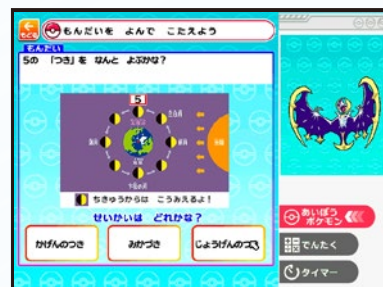 もどる
もんだいを よんで こたえよう
もんだい
5の 「つき」を なんと よぶかな?
5
ちきゅうからは こうみえるよ!
せいかいは どれかな?
かげんのつき
みかづき
じょうげんのつき
あいぼう
ポケモン
でんたく
タイマー